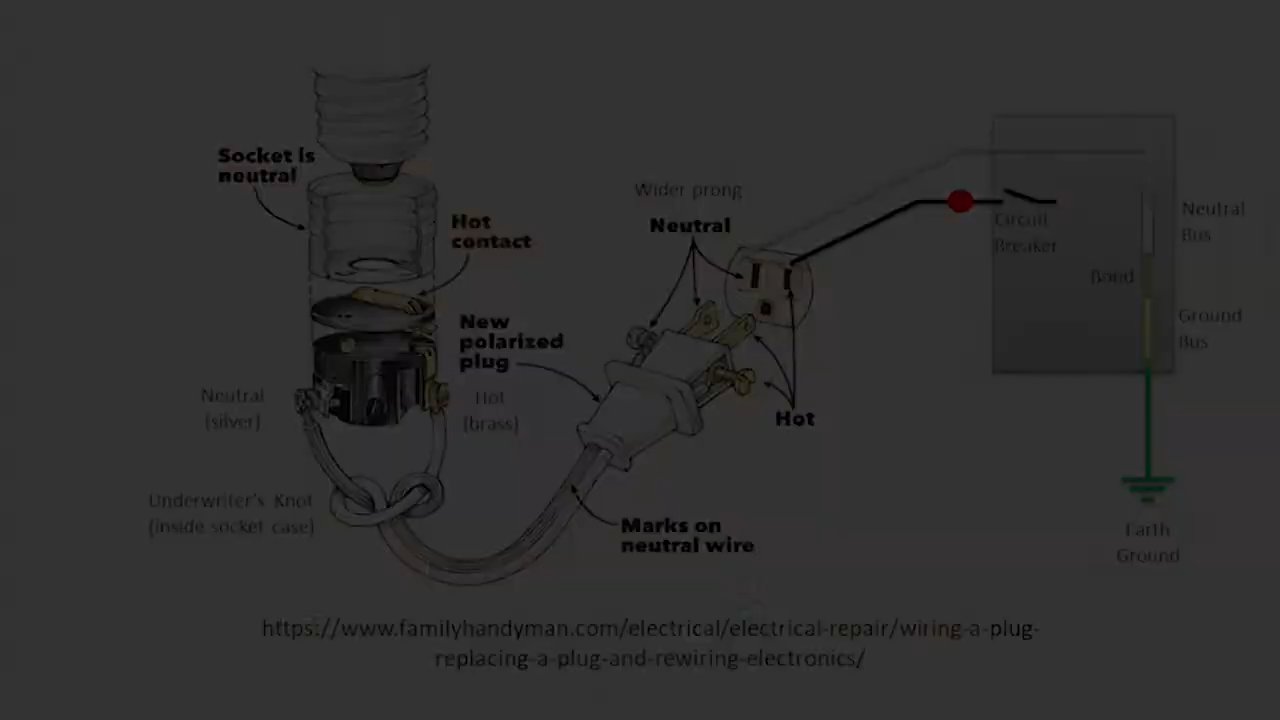 Socket is
neutral
Hot
contact
New
polarized
plug
Neutral
(silver)
Hot
(brass)
Underwriter's Knot
(inside socket case)
Marks on
neutral wire
Wider prong
Neutral
Hot
Circuit
Breaker
Neutral
Bus
Bond
Ground
Bus
Earth
Ground
https://www.familyhandyman.com/electrical/electrical-repair/wiring-a-plug-
replacing-a-plug-and-rewiring-electronics/